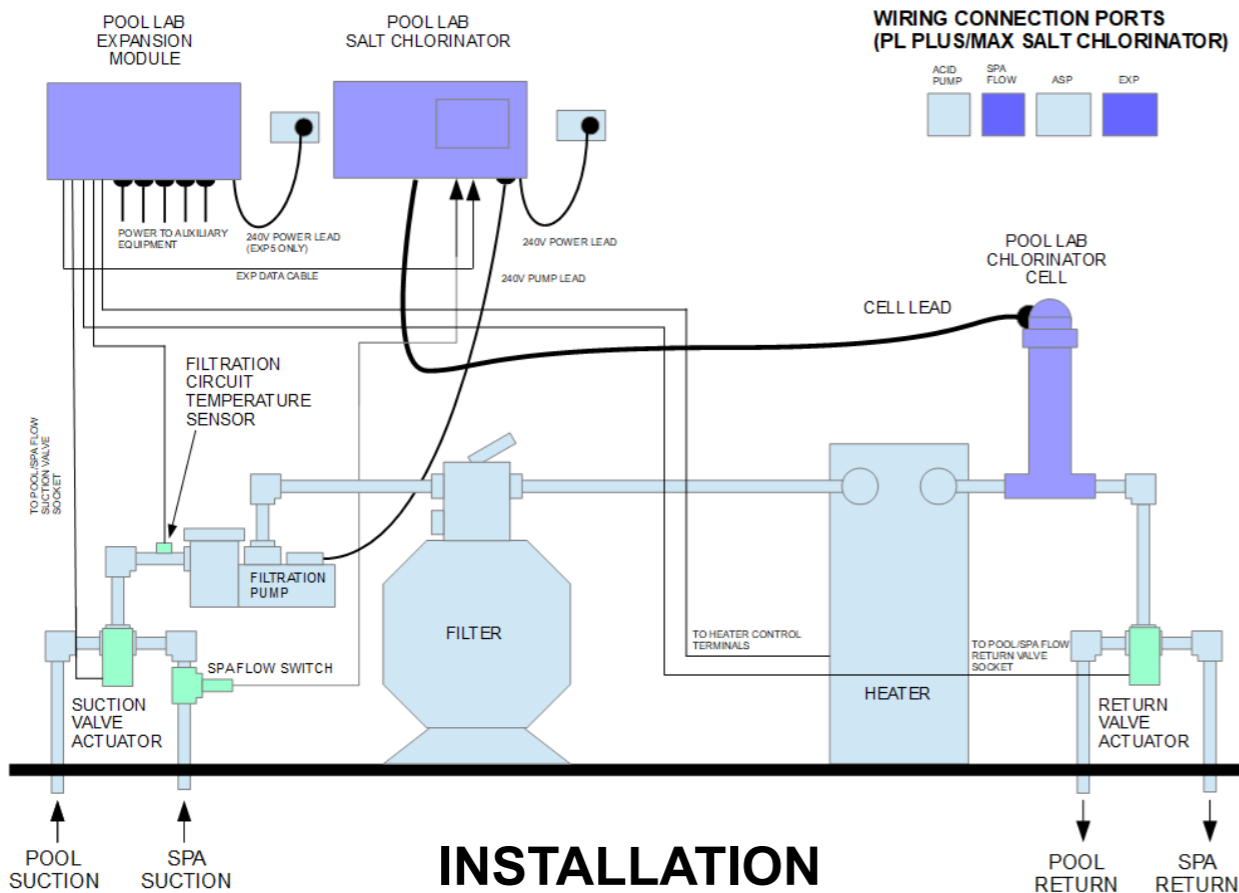 POOL LAB
EXPANSION
MODULE
POOL LAB
SALT CHLORINATOR
WIRING CONNECTION PORTS
(PL PLUS/MAX SALT CHLORINATOR)
ACID
PUMP
SPA
FLOW
ASP
EXP
POWER TO AUXILIARY
EQUIPMENT
240V POWER LEAD
(EXP5 ONLY)
240V POWER LEAD
EXP DATA CABLE
240V PUMP LEAD
POOL LAB
CHLORINATOR
CELL
CELL LEAD
FILTRATION
CIRCUIT
TEMPERATURE
SENSOR
TO POOL/SPA FLOW
SUCTION VALVE
SOCKET
FILTRATION
PUMP
FILTER
TO HEATER CONTROL
TERMINALS
TO POOL/SPA FLOW
RETURN VALVE
SOCKET
SPA FLOW SWITCH
HEATER
SUCTION
VALVE
ACTUATOR
RETURN
VALVE
ACTUATOR
POOL
SUCTION
SPA
SUCTION
INSTALLATION
POOL
RETURN
SPA
RETURN